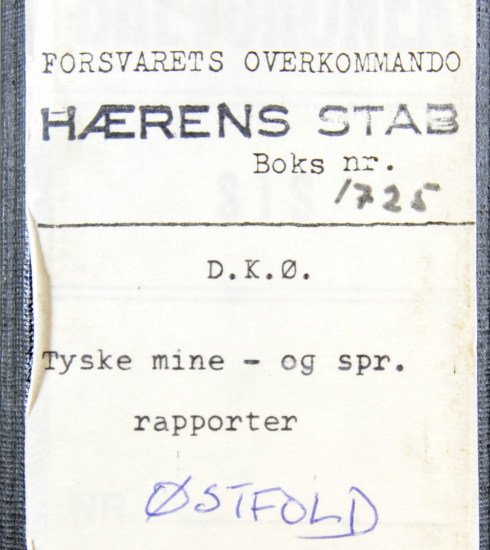 FORSVARETS OVERKOMMANDO
HÆRENS STAB
Boks nr.
1725
D.K.Ø.
Tyske mine - og spr.
rapporter
ØSTFOLD